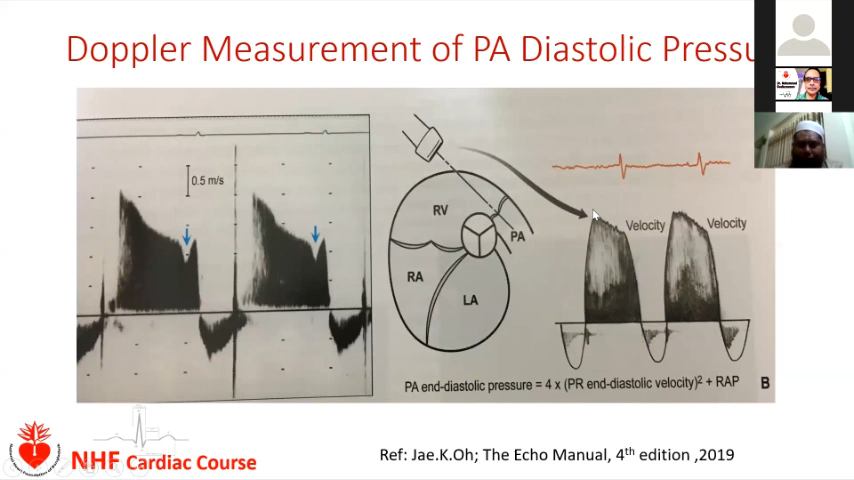 Doppler Measurement of PA Diastolic Pressu
0.5 m/s
RV
PA
RA
LA
Velocity
Velocity
PA end-diastolic pressure = 4 x (PR end-diastolic velocity)2 + RAP
B
NHF Cardiac Course
Ref: Jae.K.Oh; The Echo Manual, 4th edition ,2019